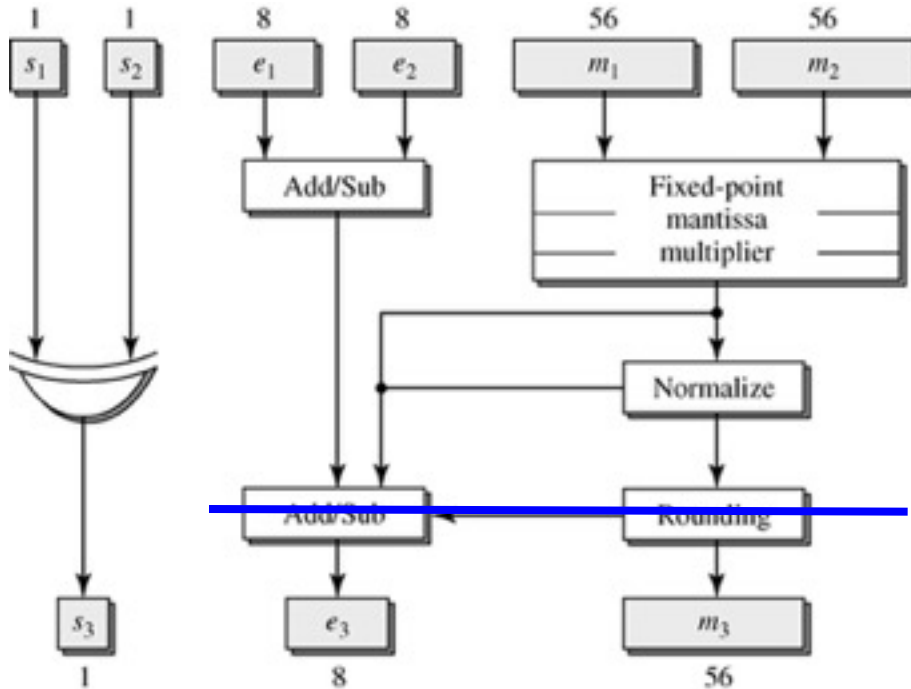 1 1 8 8 56 56
s1 s2 e1 e2 m1 m2
Add/Sub
Fixed-point
mantissa
multiplier
Normalize
Add/Sub
Rounding
s3 e3 m3
1 8 56